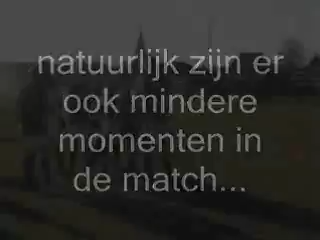 natuurlijk zijn er
ook mindere
momenten in
de match...